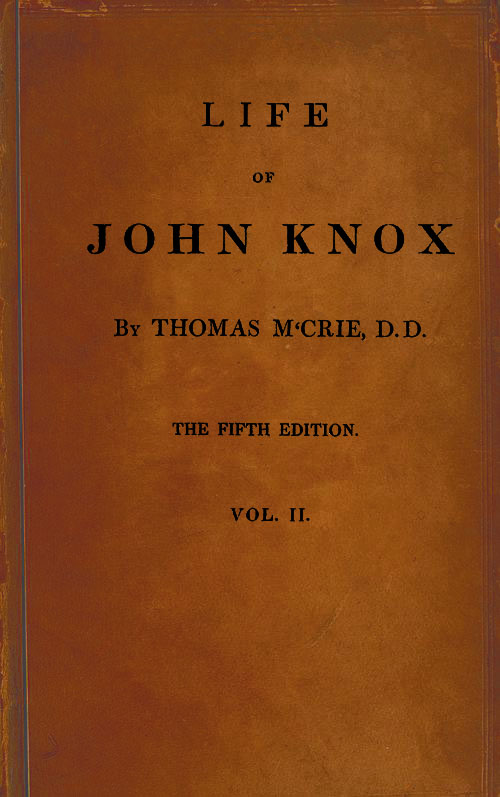 LIFE
OF
JOHN KNOX
By THOMAS M‘CRIE, D.D.
THE FIFTH EDITION.
VOL. II.